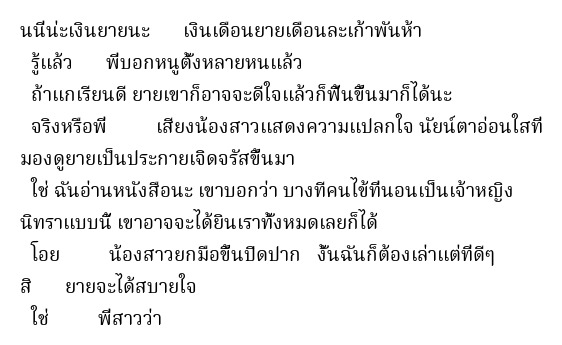 นนีน่ะเงินยายนะ เงินเดือนยายเดือนละเก้าพันห้า
รู้แล้ว พีบอกหนูตั้งหลายหนแล้ว
ถ้าแกเรียนดี ยายเขาก็อาจจะดีใจแล้วก็ฟื้นขึ้นมาก็ได้นะ
จริงหรือพี เสียงน้องสาวแสดงความแปลกใจ นัยน์ตาอ่อนใสที
มองดูยายเป็นประกายเจิดจรัสขึ้นมา
ใช่ ฉันอ่านหนังสือนะ เขาบอกว่า บางทีคนไข้ทีนอนเป็นเจ้าหญิง
นิทราแบบนี้ เขาอาจจะได้ยินเราทั้งหมดเลยก็ได้
โอย น้องสาวยกมือขึ้นปิดปาก งั้นฉันก็ต้องเล่าแต่ทีดีๆ
สิ ยายจะได้สบายใจ
ใช่ พีสาวว่า